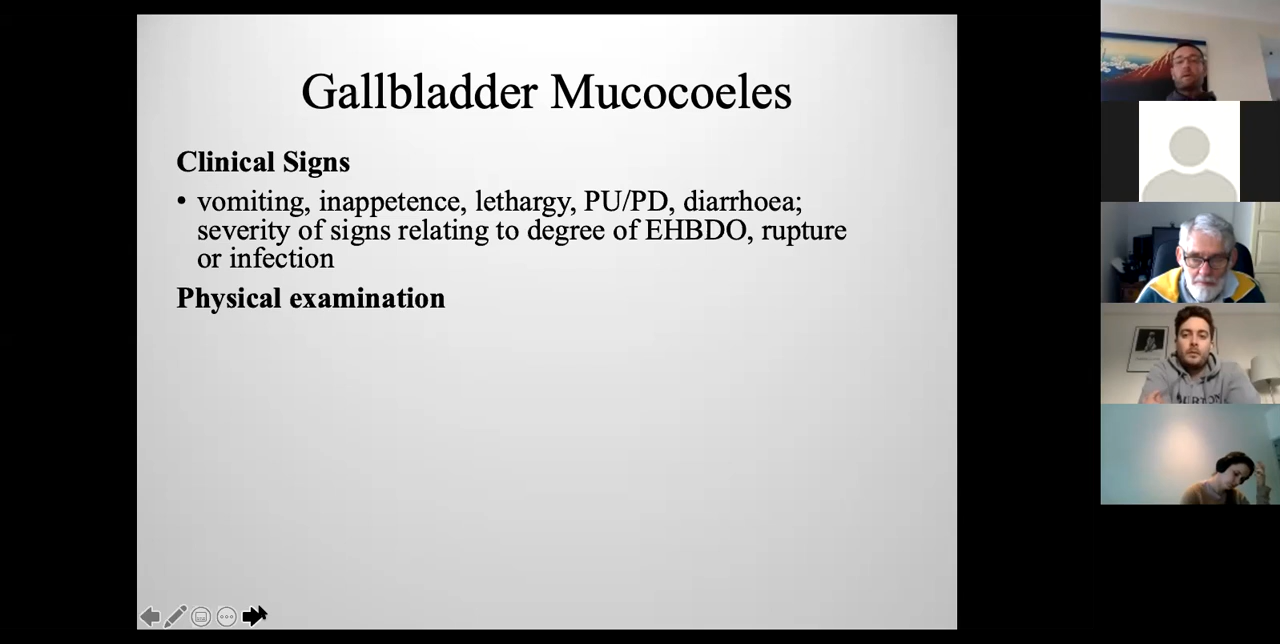 Gallbladder Mucocoeles
Clinical Signs
• vomiting, inappetence, lethargy, PU/PD, diarrhoea;
severity of signs relating to degree of EHBDO, rupture
or infection
Physical examination